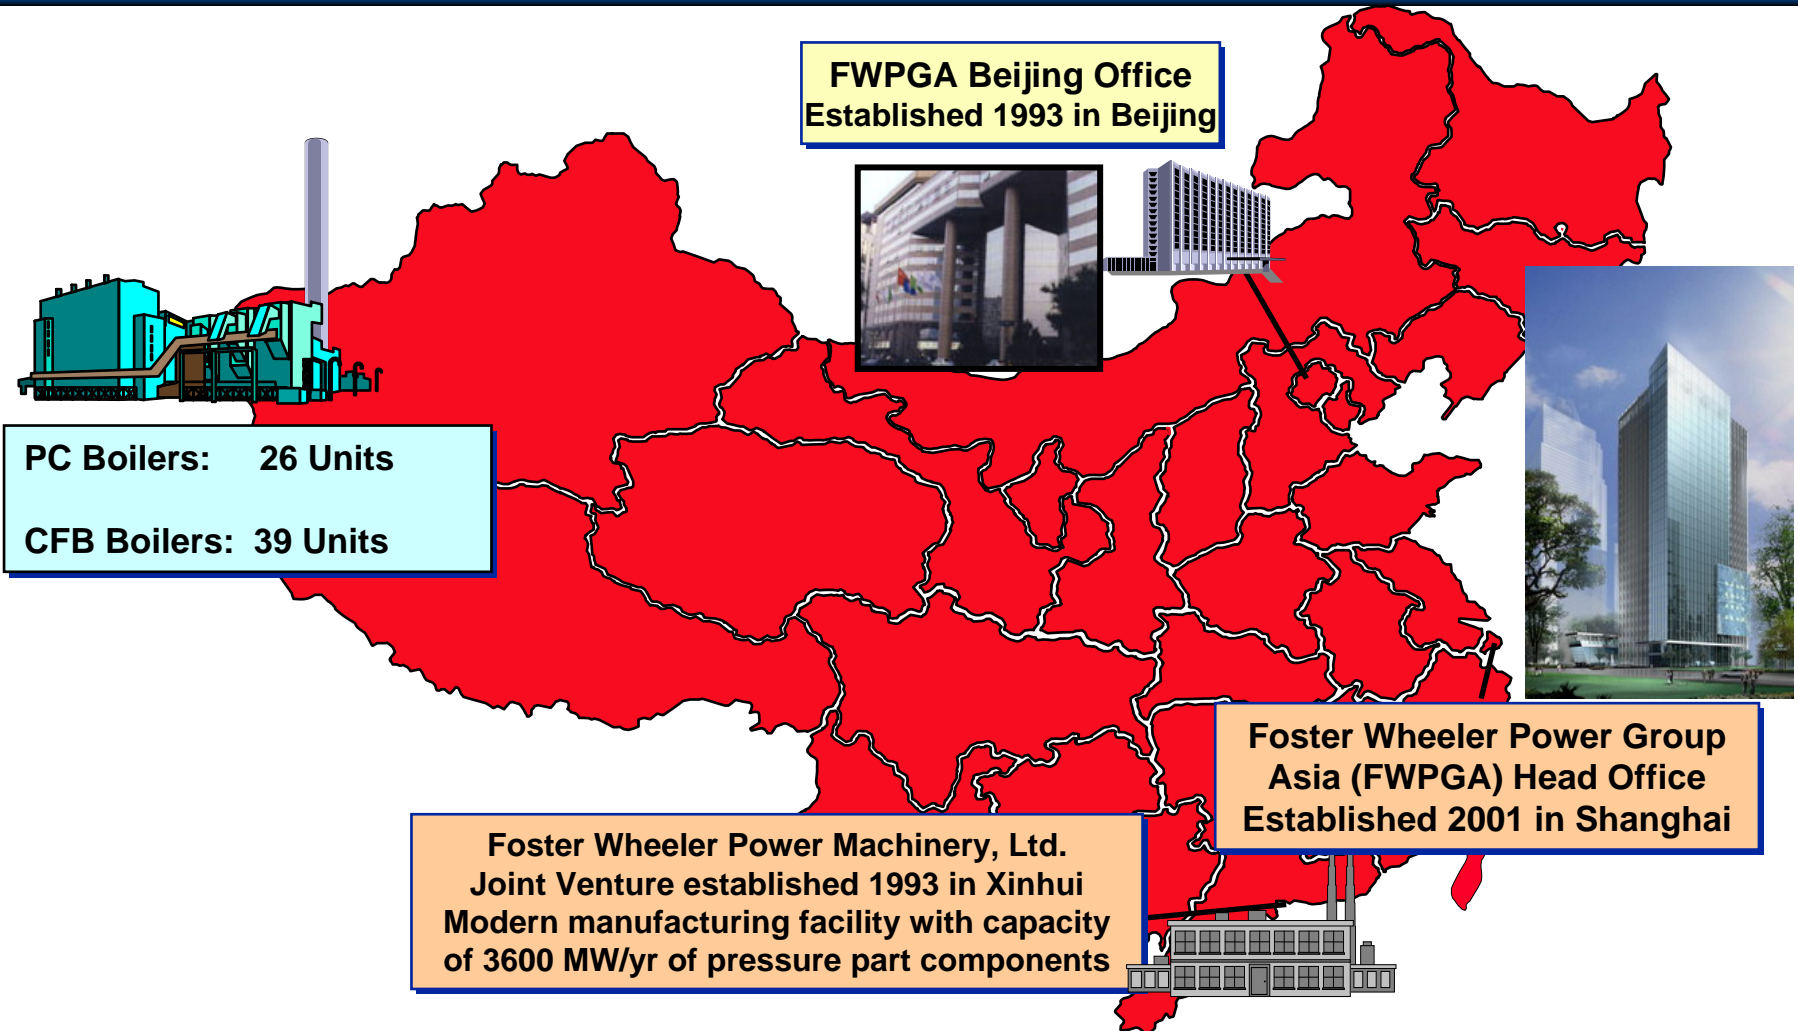 FWPGA Beijing Office
Established 1993 in Beijing
PC Boilers: 26 Units
CFB Boilers: 39 Units
Foster Wheeler Power Group
Asia (FWPGA) Head Office
Established 2001 in Shanghai
Foster Wheeler Power Machinery, Ltd.
Joint Venture established 1993 in Xinhui
Modern manufacturing facility with capacity
of 3600 MW/yr of pressure part components